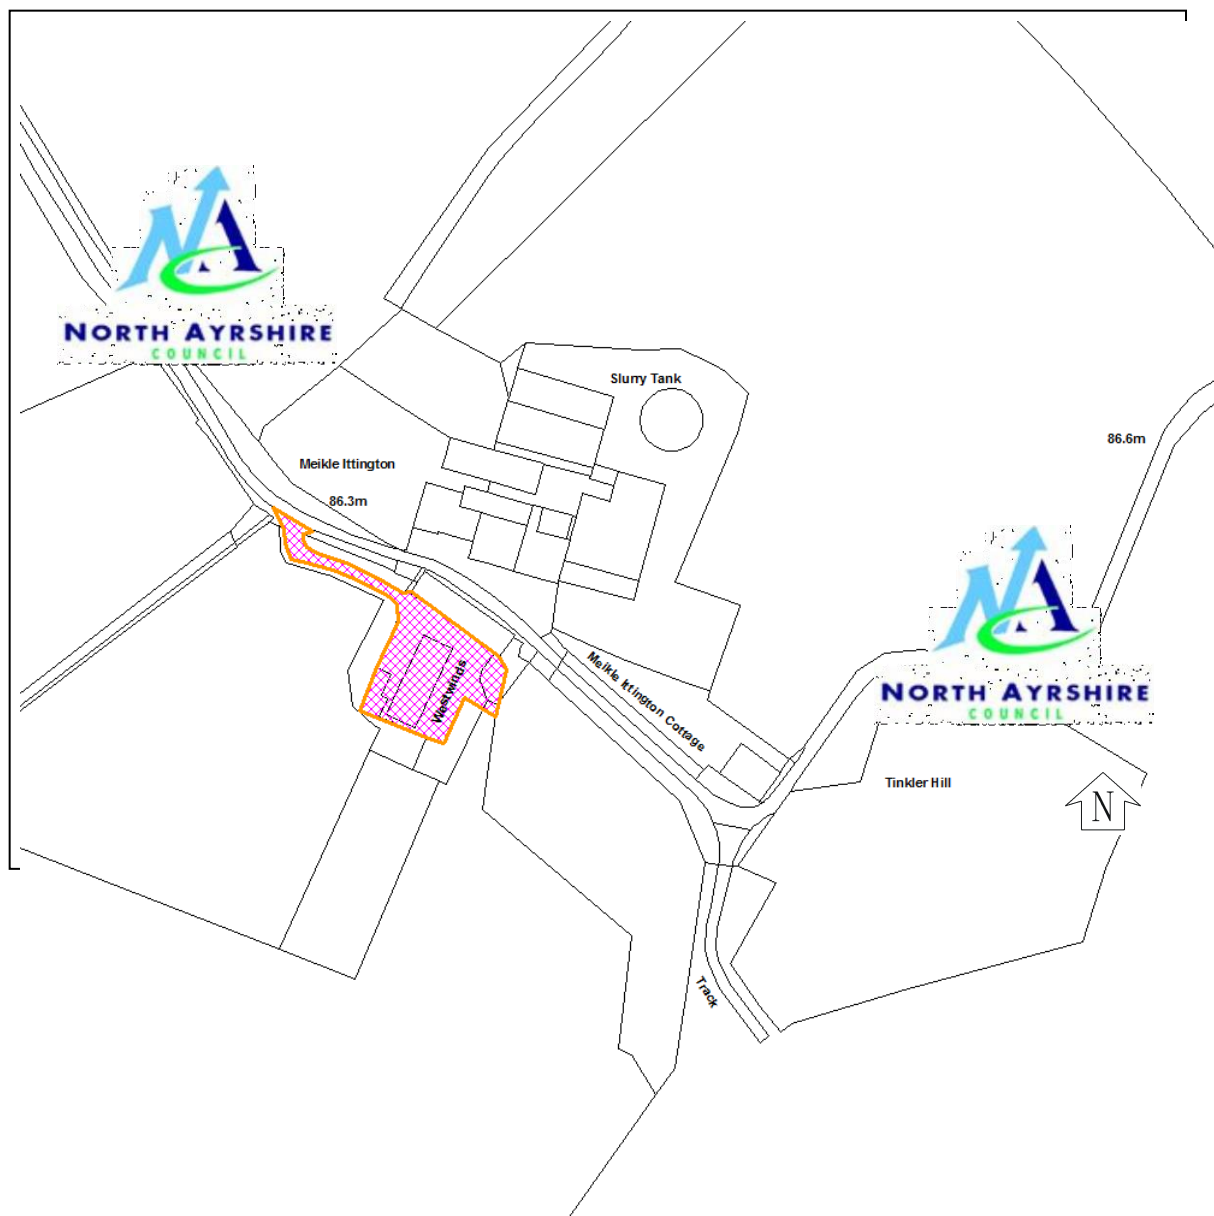 NORTH AYRSHIRE
COUNCIL
Slurry Tank
86.6m
Meikle Ittington
86.3m
Meikle Ittington Cottage
Westwinds
NORTH AYRSHIRE
COUNCIL
Tinkler Hill
N
Track